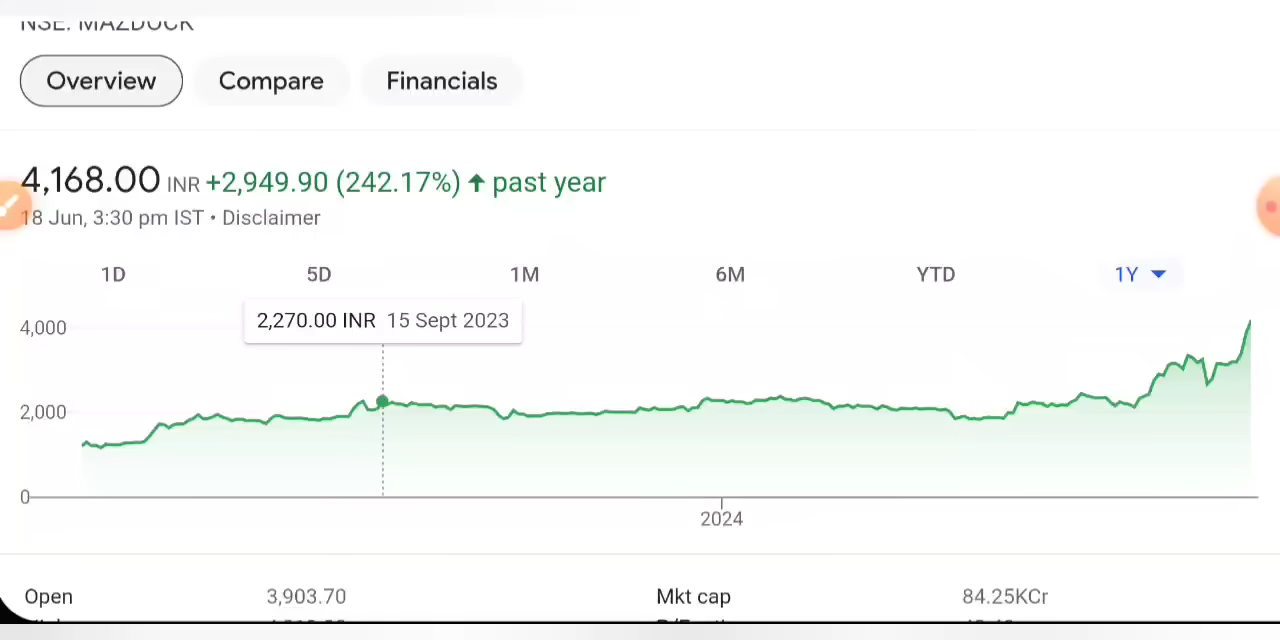 NSE: MAZDOCK
Overview Compare Financials
4,168.00 INR +2,949.90 (242.17%) ↑ past year
18 Jun, 3:30 pm IST • Disclaimer
1D 5D 1M 6M YTD 1Y
2,270.00 INR 15 Sept 2023
4,000
2,000
0
2024
Open 3,903.70 Mkt cap 84.25KCr